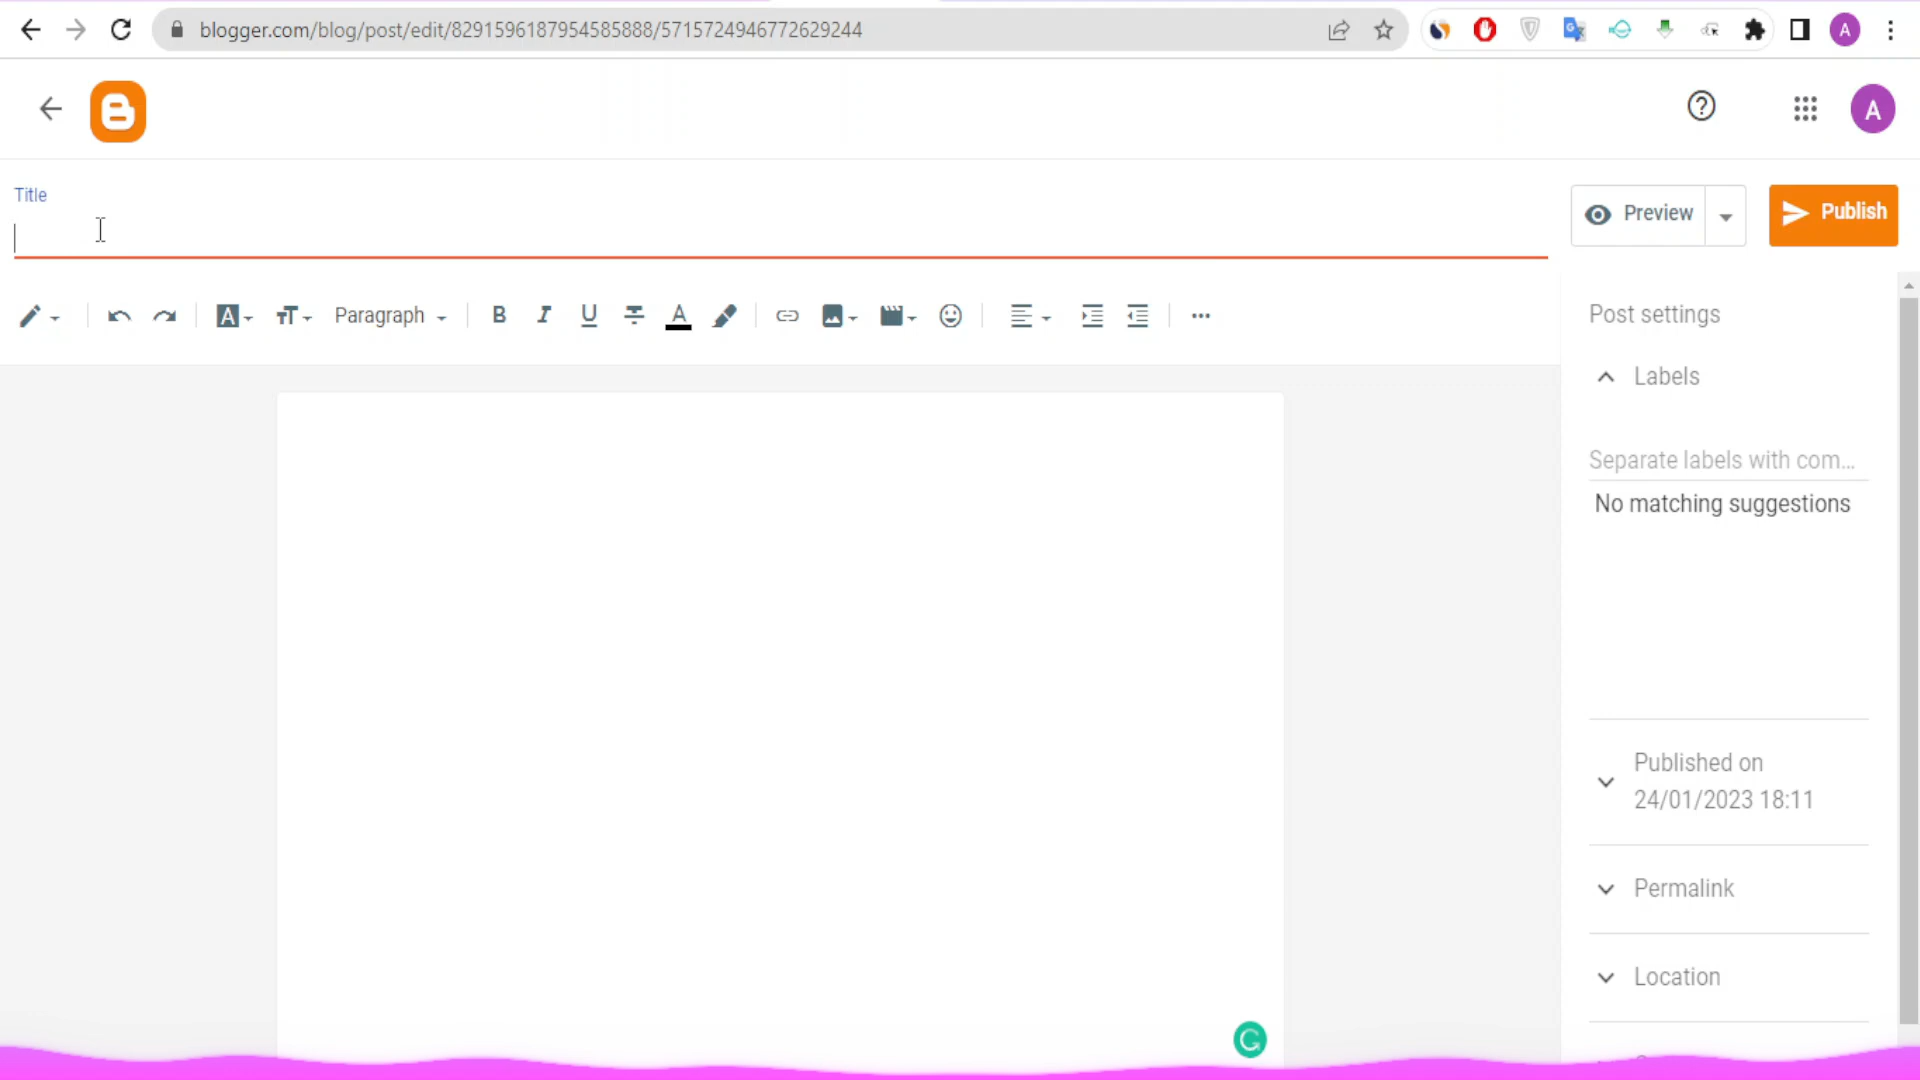 blogger.com/blog/post/edit/8291596187954585888/5715724946772629244
A
A
Title
Preview
Publish
Paragraph
B
Post settings
Labels
Separate labels with com...
No matching suggestions
Published on
24/01/2023 18:11
Permalink
Location